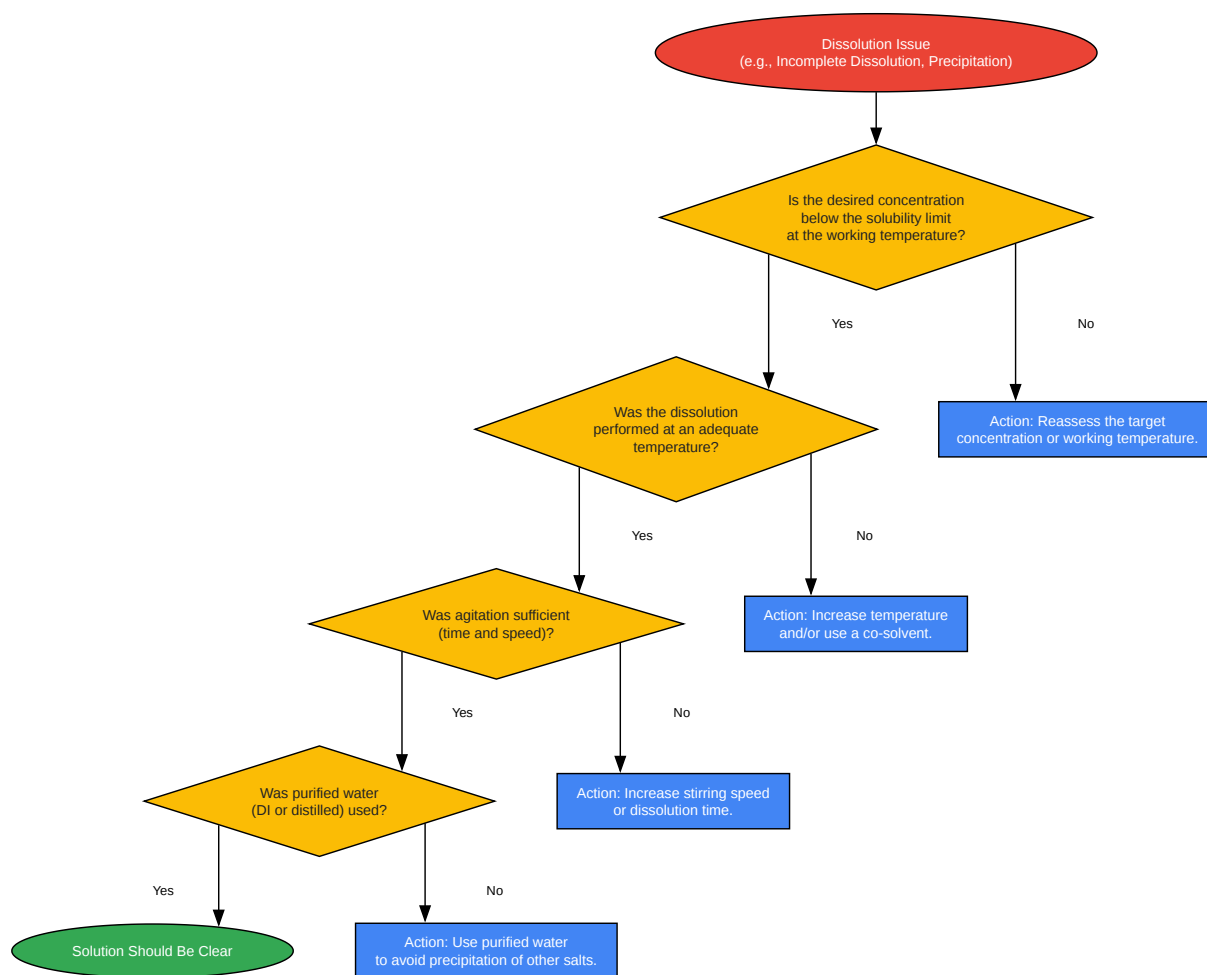 Dissolution Issue
(e.g., Incomplete Dissolution, Precipitation)
Is the desired concentration
below the solubility limit
at the working temperature?
Yes
No
Was the dissolution
performed at an adequate
temperature?
Action: Reassess the target
concentration or working temperature.
Yes
No
Was agitation sufficient
(time and speed)?
Action: Increase temperature
and/or use a co-solvent.
Yes
No
Was purified water
(DI or distilled) used?
Action: Increase stirring speed
or dissolution time.
Yes
No
Solution Should Be Clear
Action: Use purified water
to avoid precipitation of other salts.